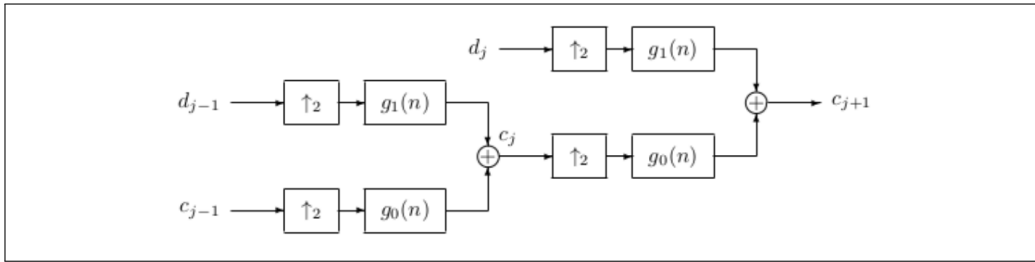 d_j ↑2 g_1(n)
d_{j−1} ↑2 g_1(n) c_{j+1}
c_j ↑2 g_0(n)
c_{j−1} ↑2 g_0(n)